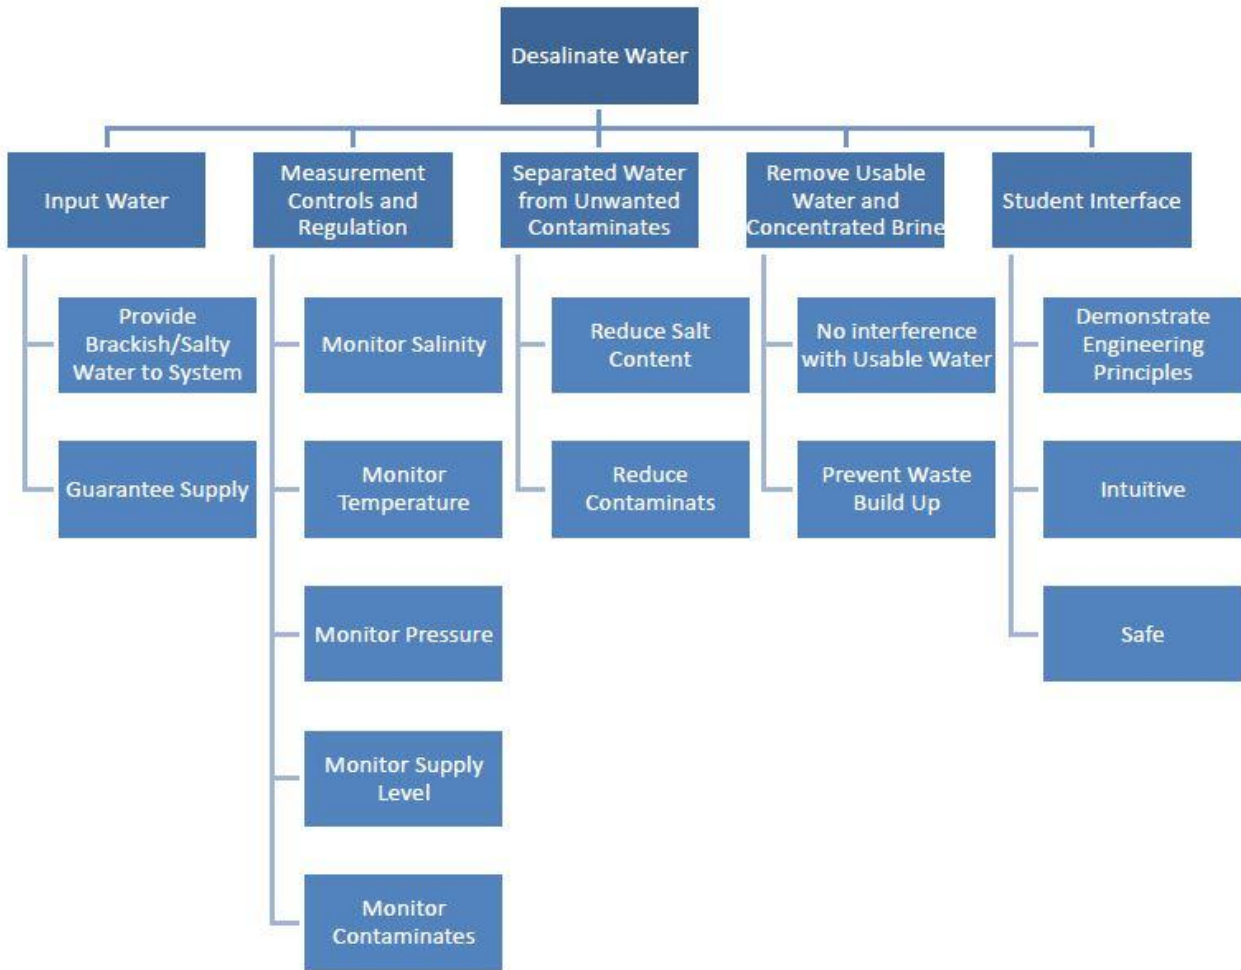 Desalinate Water
Input Water
Measurement
Controls and
Regulation
Separated Water
from Unwanted
Contaminates
Remove Usable
Water and
Concentrated Brine
Student Interface
Provide
Brackish/Salty
Water to System
Guarantee Supply
Monitor Salinity
Monitor
Temperature
Monitor Pressure
Monitor Supply
Level
Monitor
Contaminates
Reduce Salt
Content
Reduce
Contaminats
No interference
with Usable Water
Prevent Waste
Build Up
Demonstrate
Engineering
Principles
Intuitive
Safe